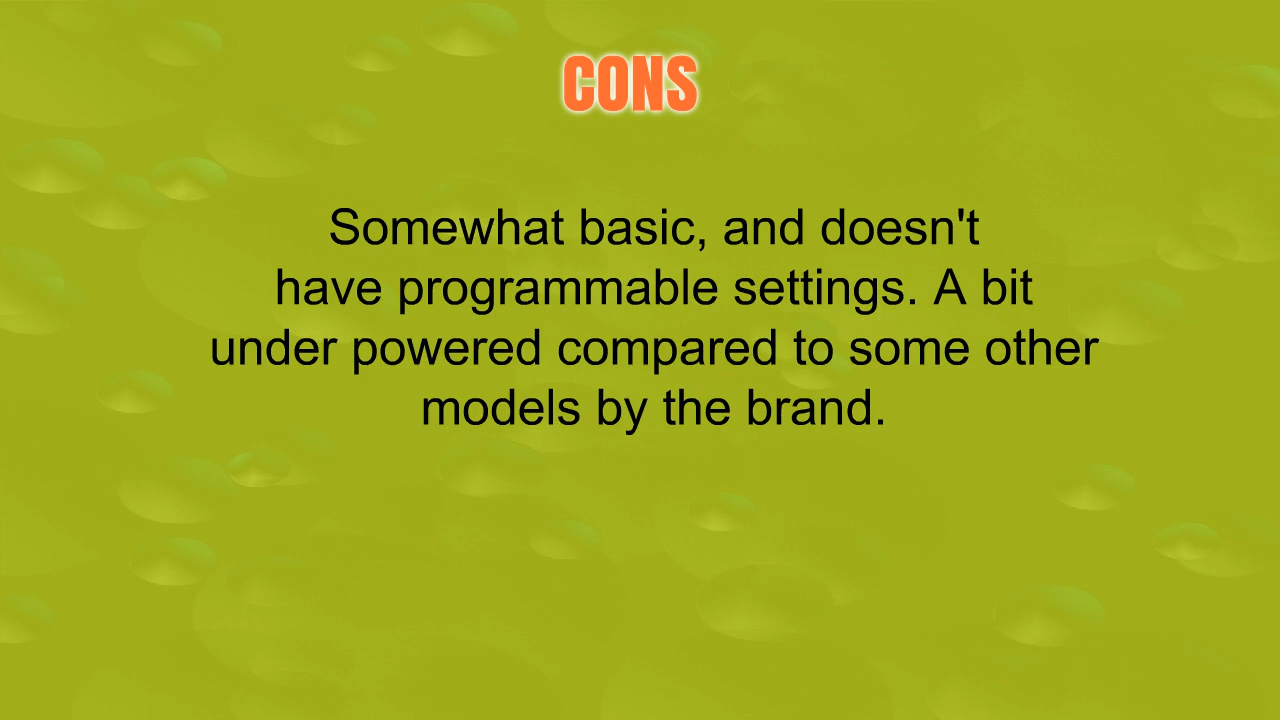 CONS
Somewhat basic, and doesn't
have programmable settings. A bit
under powered compared to some other
models by the brand.